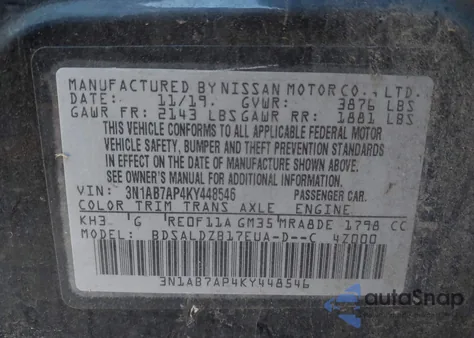 MANUFACTURED BY NISSAN MOTOR CO., LTD.
DATE: 11/19. GVWR: 3876 LBS
GAWR FR: 2143 LBS GAWR RR: 1881 LBS
THIS VEHICLE CONFORMS TO ALL APPLICABLE FEDERAL MOTOR
VEHICLE SAFETY, BUMPER AND THEFT PREVENTION STANDARDS
IN EFFECT ON THE DATE OF MANUFACTURE SHOWN ABOVE.
SEE OWNER'S MANUAL FOR ADDITIONAL INFORMATION.
VIN: 3N1AB7AP4KY448546 PASSENGER CAR.
COLOR TRIM TRANS AXLE ENGINE
KH3 G RE0F11A GM35 MRA8DE 1798 CC
MODEL: BDSALDZB17EUA-D--C 4Z000
3N1AB7AP4KY448546
autoSnap